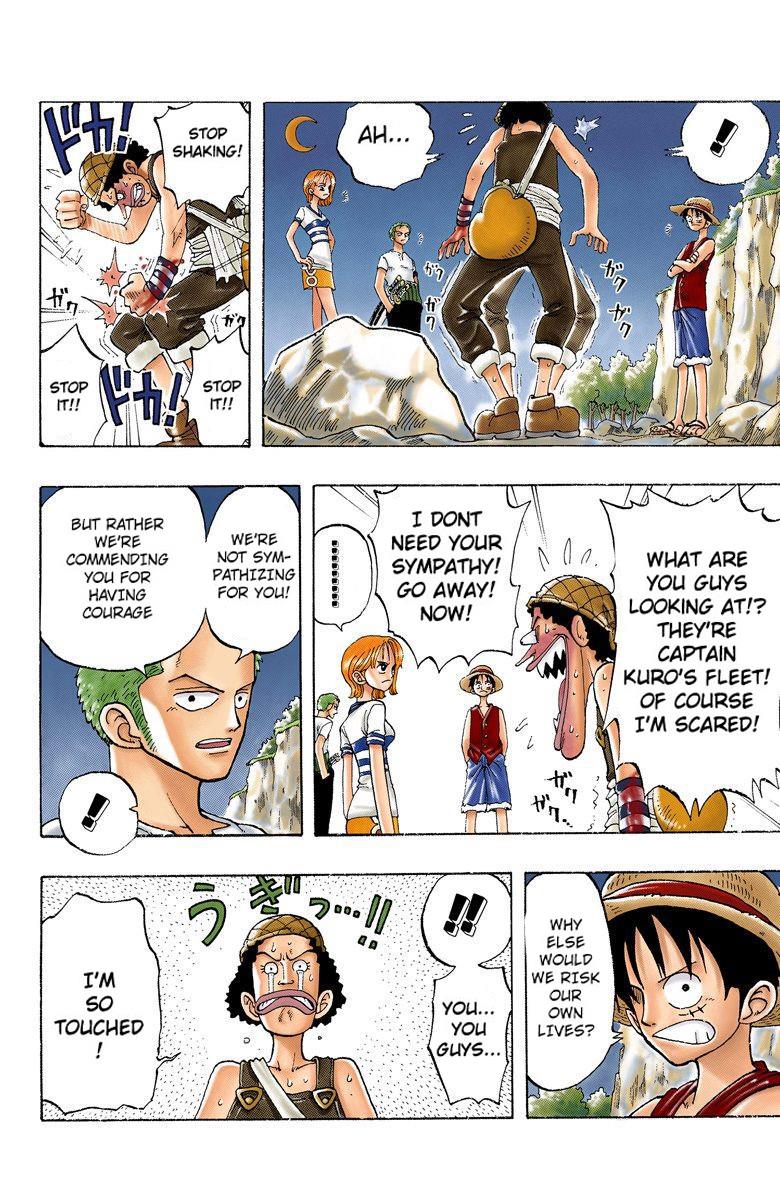 !
AH...
ガク
ガク
ガク
ガク
ドカ!
STOP
SHAKING!
ガク
ガク
STOP
IT!!
ドカ!
STOP
IT!!
WHAT ARE
YOU GUYS
LOOKING AT!?
THEY'RE
CAPTAIN
KURO'S FLEET!
OF COURSE
I'M SCARED!
I DONT
NEED YOUR
SYMPATHY!
GO AWAY!
NOW!
ガク
ガク...
WE'RE
NOT SYM-
PATHIZING
FOR YOU!
BUT RATHER
WE'RE
COMMENDING
YOU FOR
HAVING
COURAGE
!
WHY
ELSE
WOULD
WE RISK
OUR
OWN
LIVES?
!!
YOU...
YOU
GUYS...
うぎっ...!!
I'M
SO
TOUCHED
!